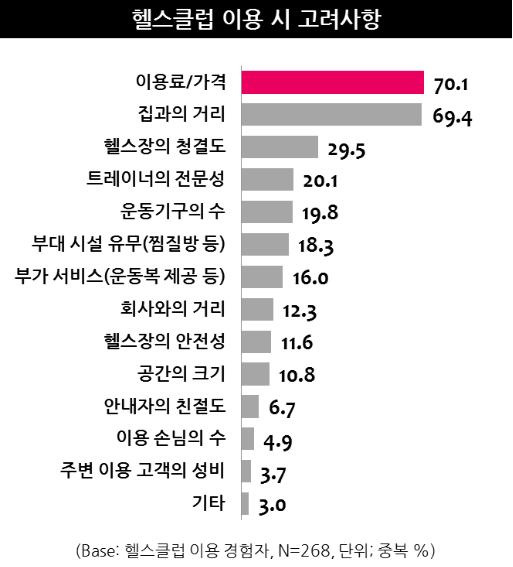 헬스클럽 이용 시 고려사항
이용료/가격 70.1
집과의 거리 69.4
헬스장의 청결도 29.5
트레이너의 전문성 20.1
운동기구의 수 19.8
부대 시설 유무(찜질방 등) 18.3
부가 서비스(운동복 제공 등) 16.0
회사와의 거리 12.3
헬스장의 안전성 11.6
공간의 크기 10.8
안내자의 친절도 6.7
이용 손님의 수 4.9
주변 이용 고객의 성비 3.7
기타 3.0
(Base: 헬스클럽 이용 경험자, N=268, 단위; 중복 %)